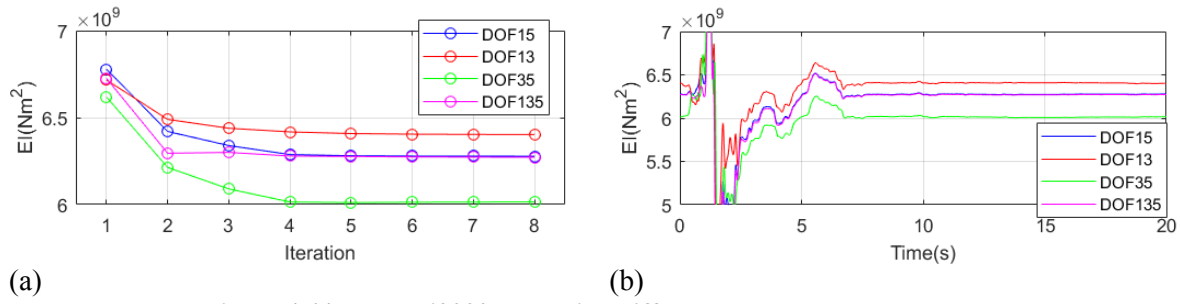 ×10⁹
7
6.5
6
EI(Nm²)
1 2 3 4 5 6 7 8
Iteration
DOF15
DOF13
DOF35
DOF135
(a)
×10⁹
7
6.5
6
5.5
5
EI(Nm²)
0 5 10 15 20
Time(s)
DOF15
DOF13
DOF35
DOF135
(b)